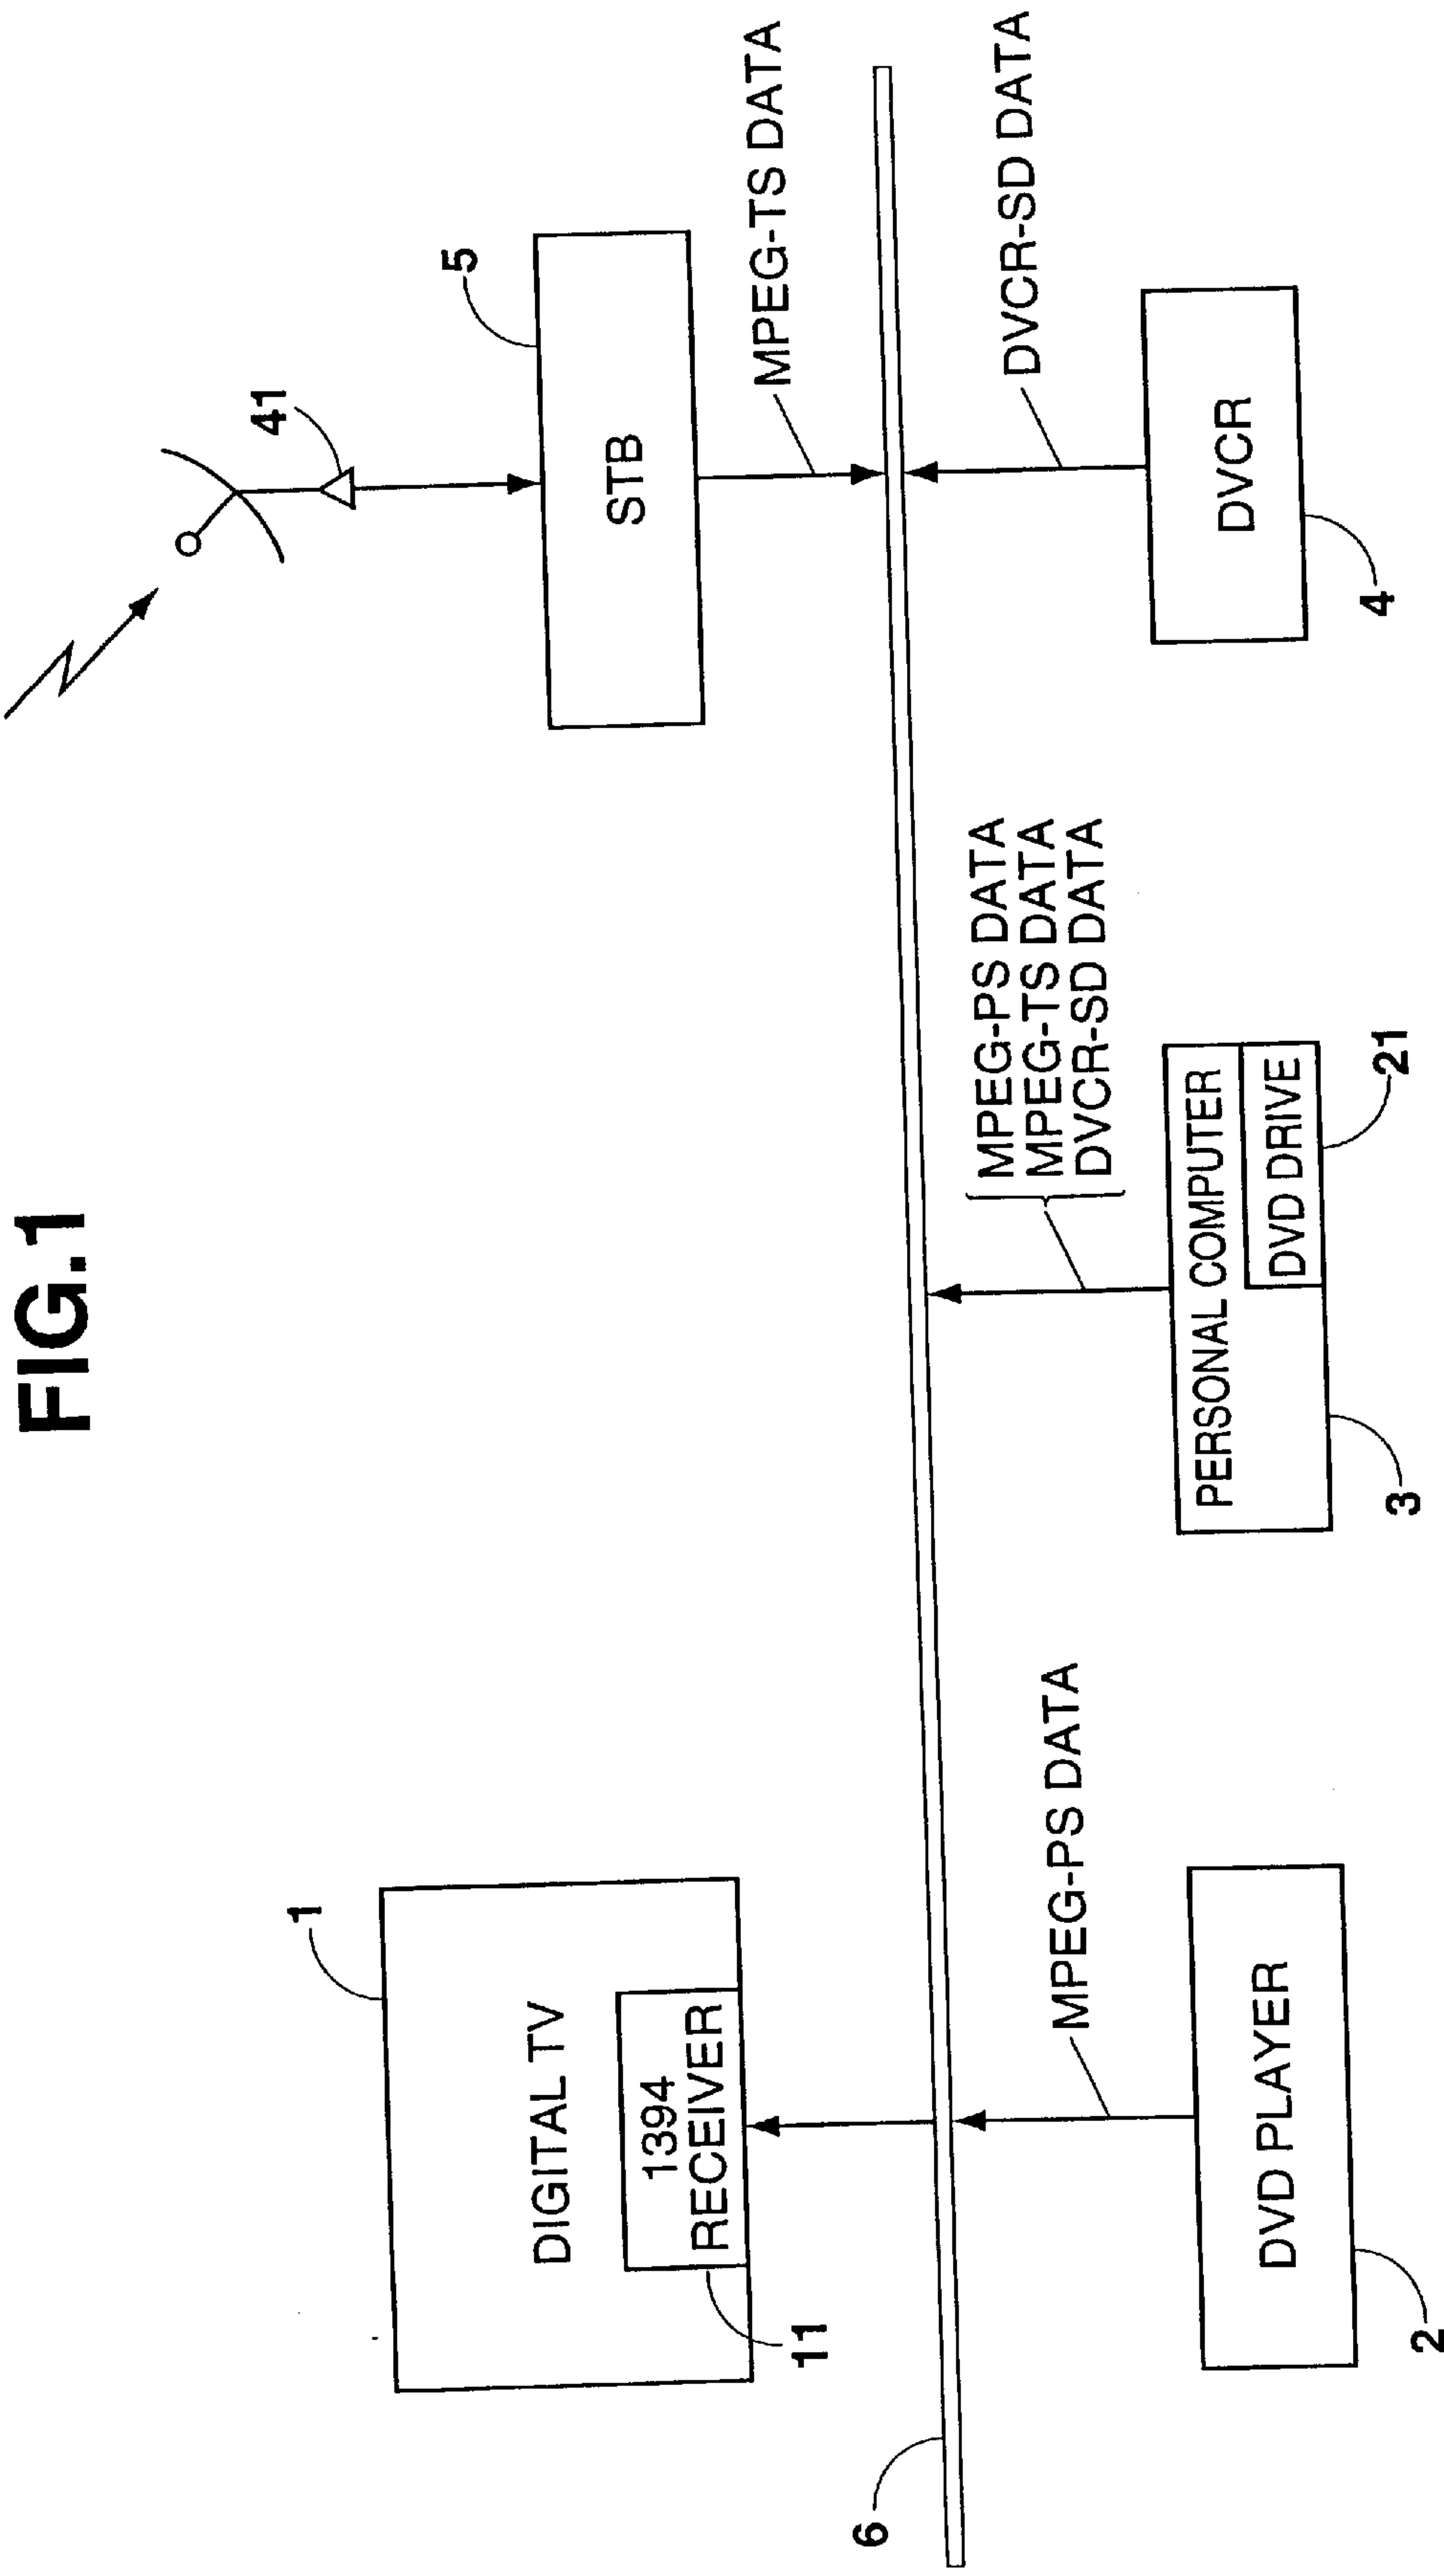 FIG.1
41
5
STB
MPEG-TS DATA
1
DIGITAL TV
1394
RECEIVER
11
6
MPEG-PS DATA
DVD PLAYER
2
MPEG-PS DATA
MPEG-TS DATA
DVCR-SD DATA
PERSONAL COMPUTER
DVD DRIVE
21
3
DVCR-SD DATA
DVCR
4